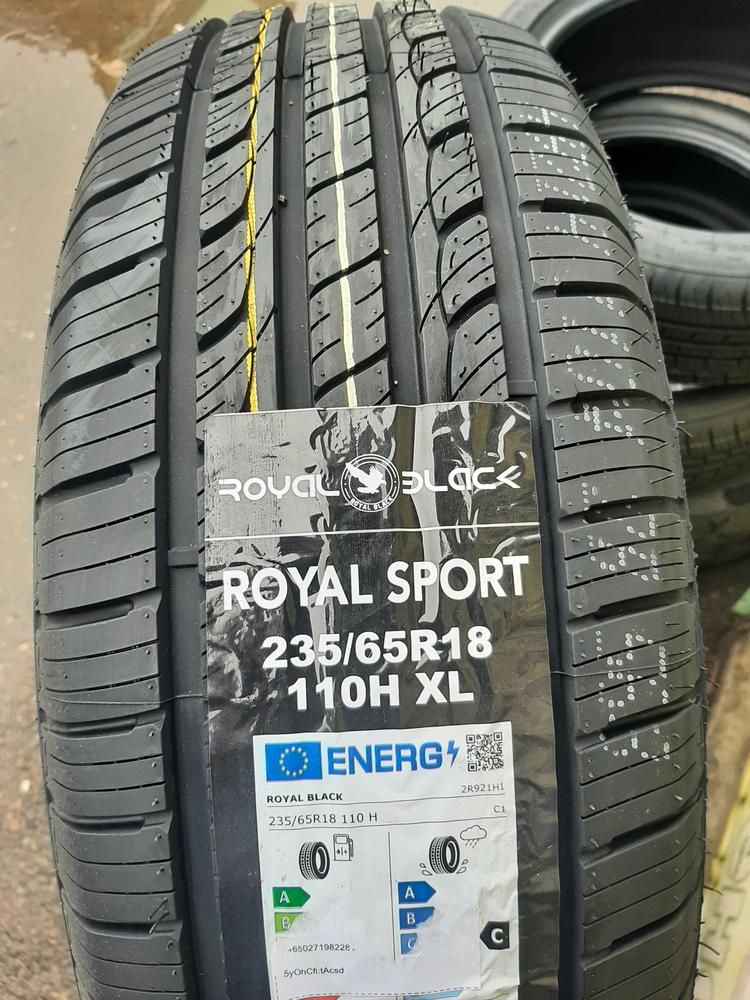 ROYAL BLACK
ROYAL BLACK
ROYAL SPORT
235/65R18
110H XL
ENERG
ROYAL BLACK 2R921H1
235/65R18 110 H C1
A A
B B
C
C